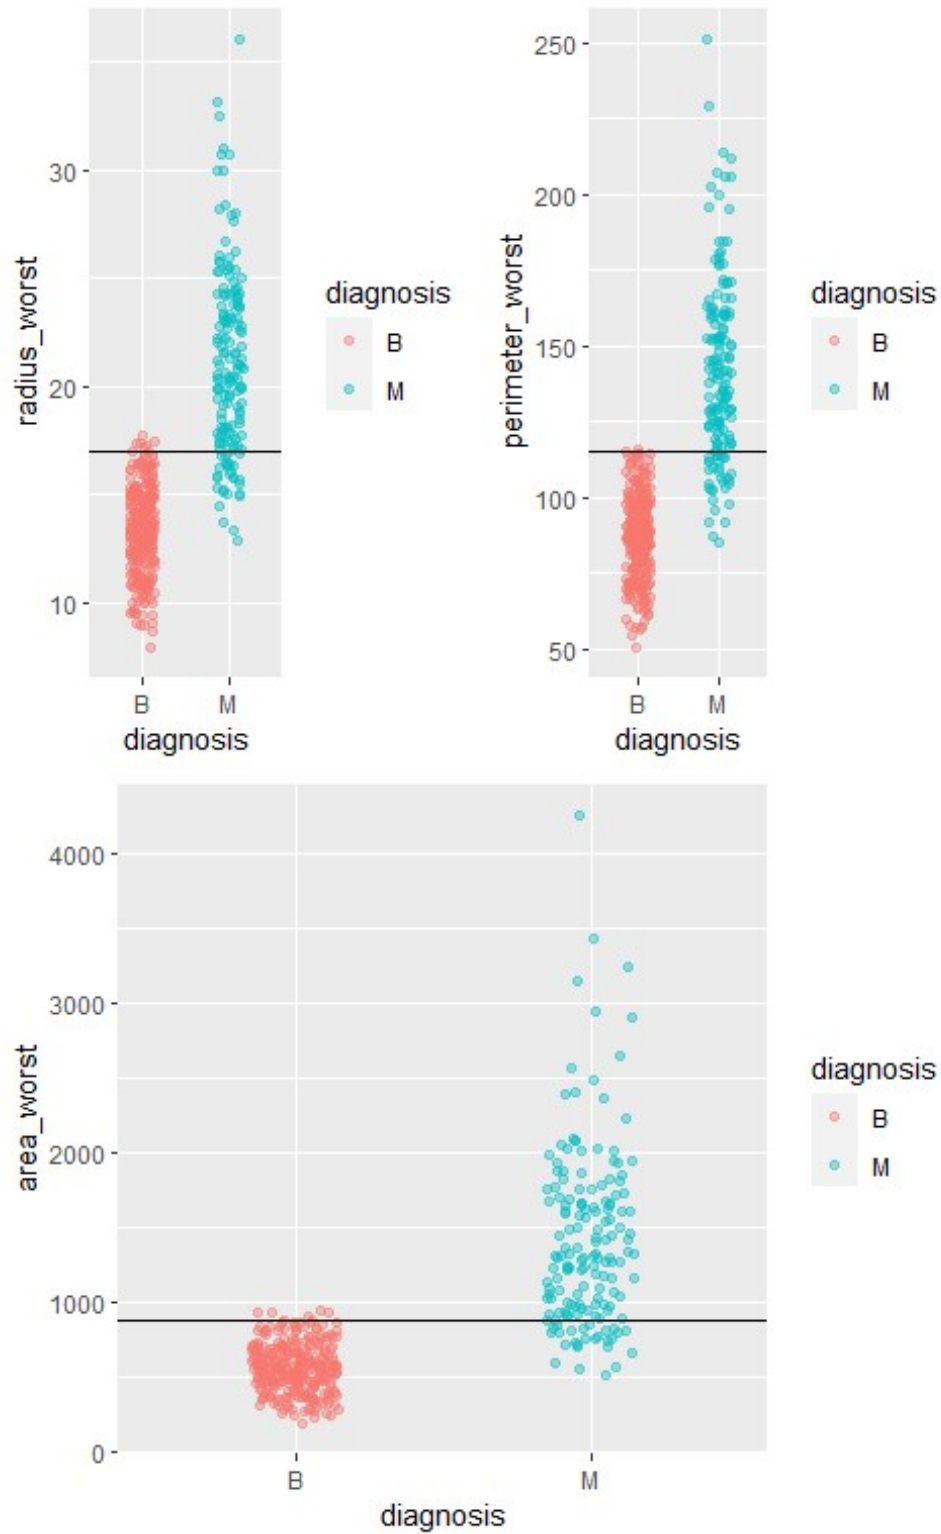 radius_worst
30
20
10
B M
diagnosis
diagnosis
B
M
perimeter_worst
250
200
150
100
50
B M
diagnosis
diagnosis
B
M
area_worst
4000
3000
2000
1000
0
B M
diagnosis
diagnosis
B
M